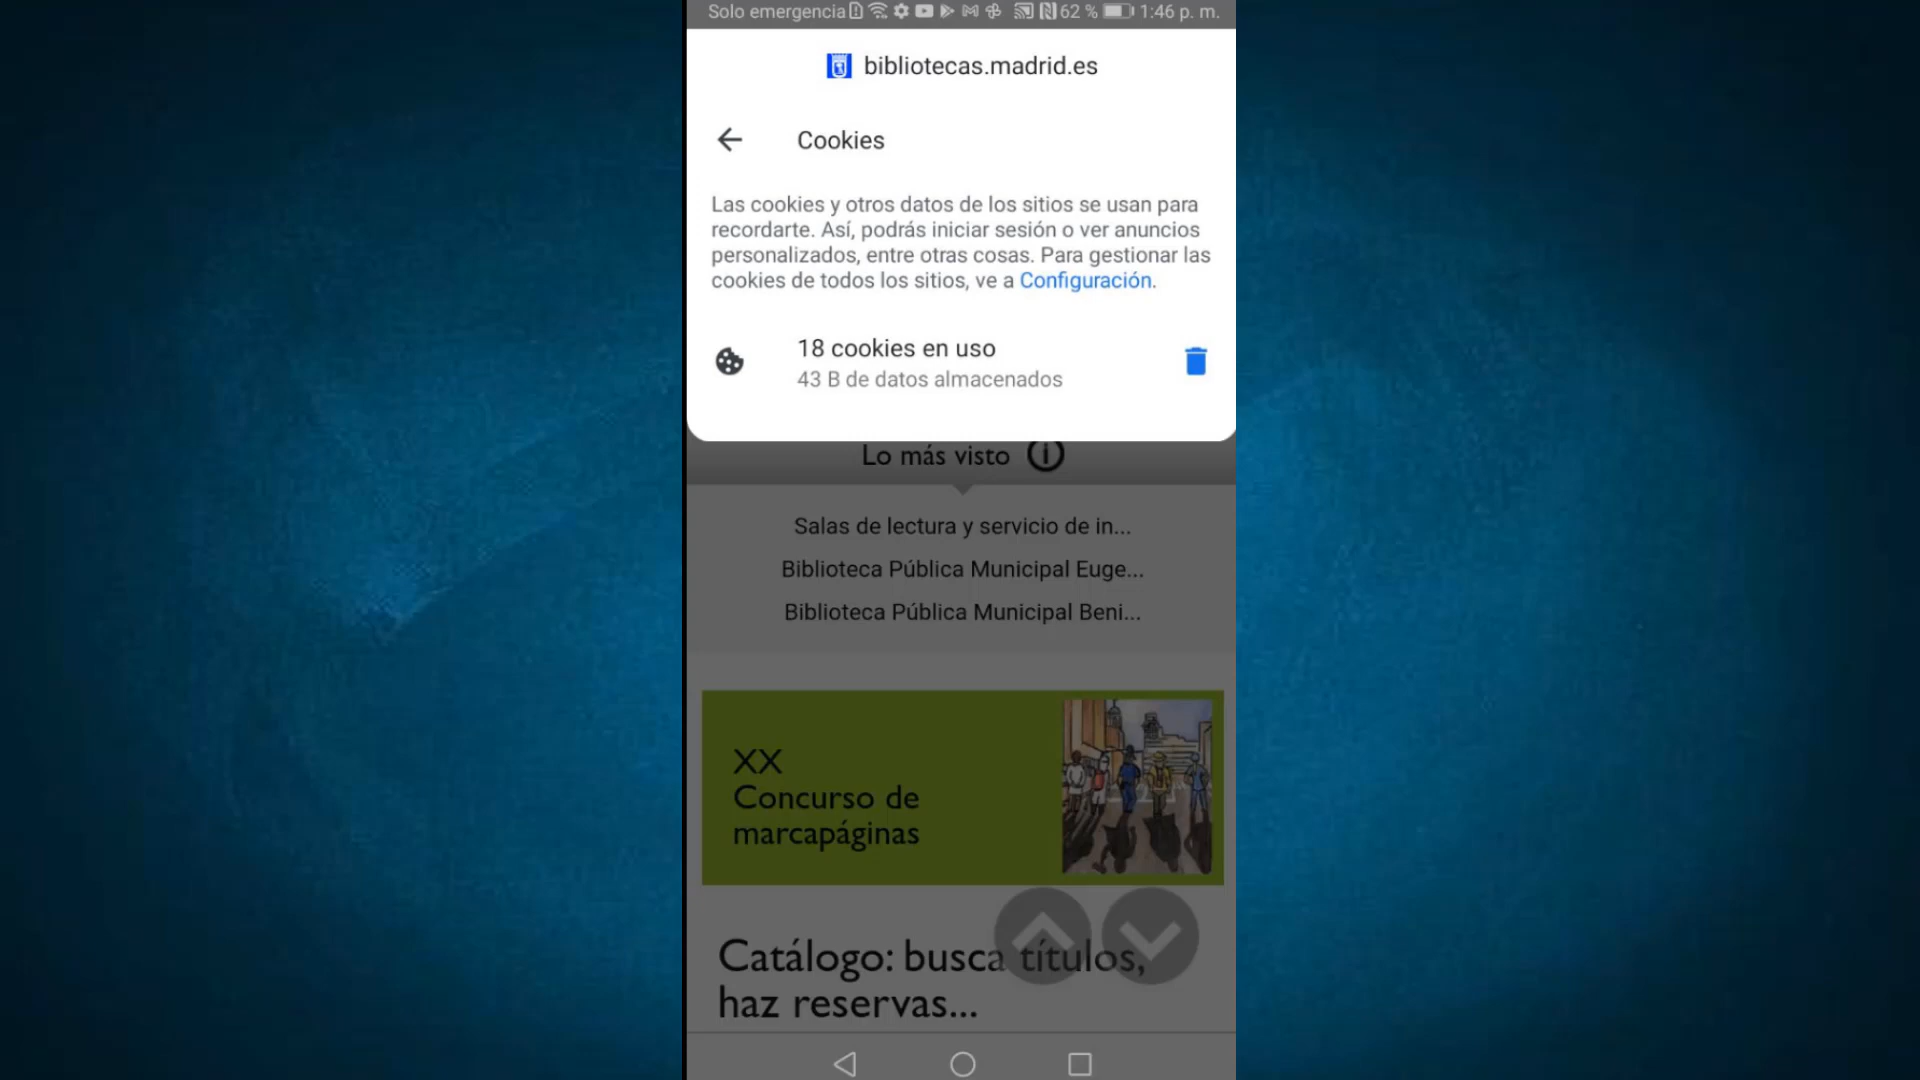 Solo emergencia 62 % 1:46 p. m.
bibliotecas.madrid.es
Cookies
Las cookies y otros datos de los sitios se usan para
recordarte. Así, podrás iniciar sesión o ver anuncios
personalizados, entre otras cosas. Para gestionar las
cookies de todos los sitios, ve a Configuración.
18 cookies en uso
43 B de datos almacenados
Lo más visto
Salas de lectura y servicio de in...
Biblioteca Pública Municipal Euge...
Biblioteca Pública Municipal Beni...
XX
Concurso de
marcapáginas
Catálogo: busca títulos,
haz reservas...